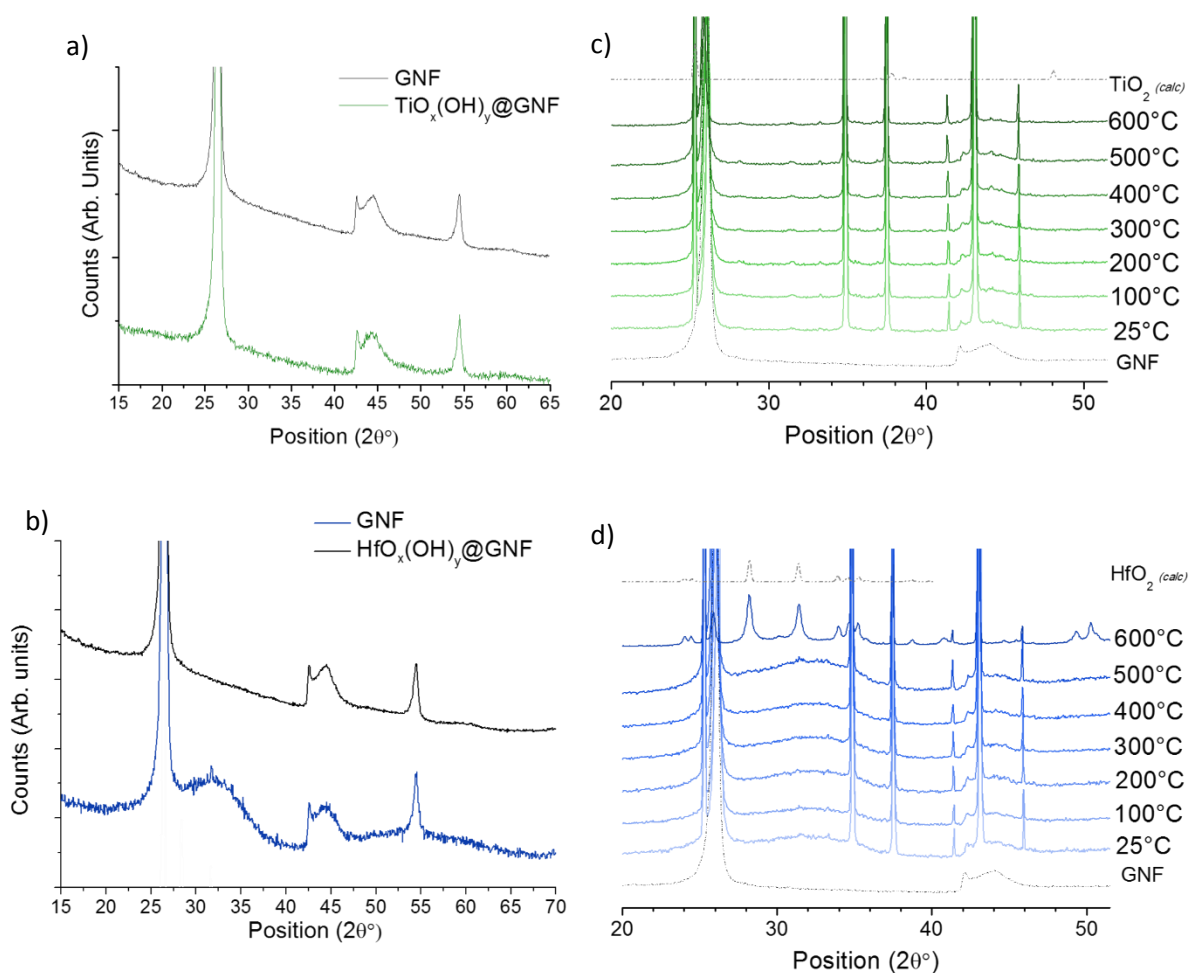 a)
GNF
TiOₓ(OH)ᵧ@GNF
Counts (Arb. Units)
15 20 25 30 35 40 45 50 55 60 65
Position (2θ°)
c)
TiO₂ (calc)
600°C
500°C
400°C
300°C
200°C
100°C
25°C
GNF
20 30 40 50
Position (2θ°)
b)
GNF
HfOₓ(OH)ᵧ@GNF
Counts (Arb. units)
15 20 25 30 35 40 45 50 55 60 65 70
Position (2θ°)
d)
HfO₂ (calc)
600°C
500°C
400°C
300°C
200°C
100°C
25°C
GNF
20 30 40 50
Position (2θ°)